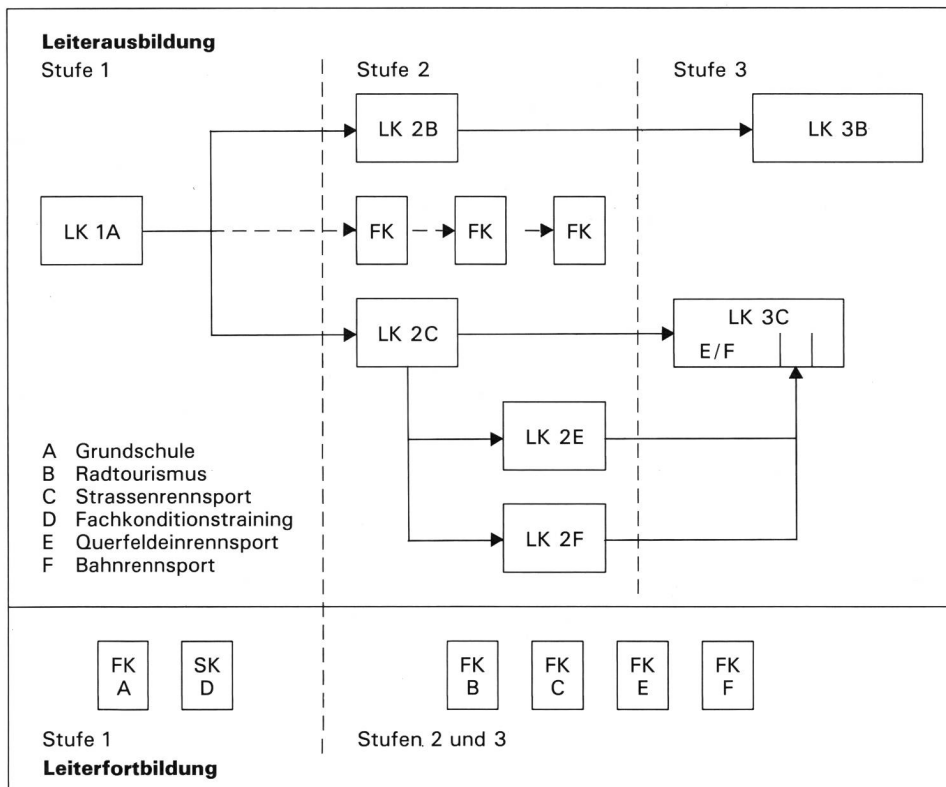 Leiterausbildung
Stufe 1
Stufe 2
Stufe 3
LK 2B
LK 3B
LK 1A
FK
FK
FK
LK 2C
LK 3C
E/F
LK 2E
LK 2F
A Grundschule
B Radtourismus
C Strassenrennsport
D Fachkonditionstraining
E Querfeldeinrennsport
F Bahnrennsport
FK
A
SK
D
FK
B
FK
C
FK
E
FK
F
Stufe 1
Stufen 2 und 3
Leiterfortbildung